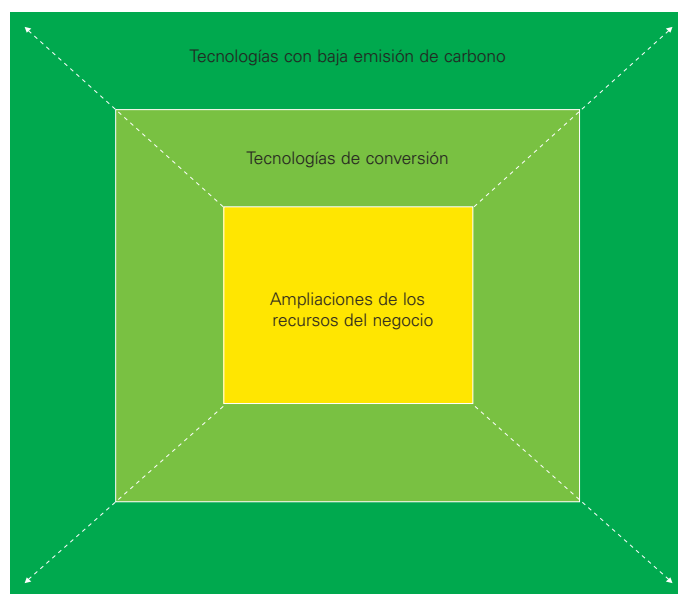 Tecnologías con baja emisión de carbono
Tecnologías de conversión
Ampliaciones de los
recursos del negocio